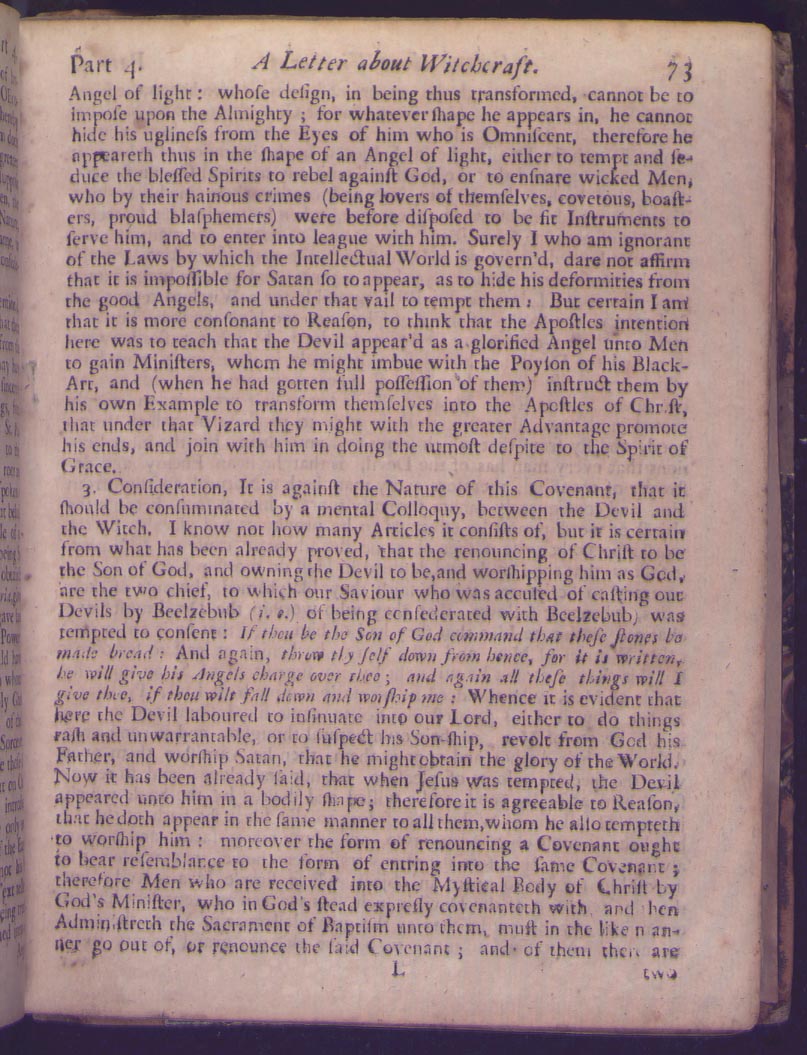 Part 4. A Letter about Witchcraft. 73
Angel of light: whoſe deſign, in being thus transformed, cannot be to
impoſe upon the Almighty; for whatever ſhape he appears in, he cannot
hide his uglineſs from the Eyes of him who is Omniſcent, therefore he
appeareth thus in the ſhape of an Angel of light, either to tempt and ſe-
duce the bleſſed Spirits to rebel againſt God, or to enſnare wicked Men,
who by their hainous crimes (being lovers of themſelves, covetous, boaſt-
ers, proud blaſphemers) were before diſpoſed to be fit Inſtruments to
ſerve him, and to enter into league with him. Surely I who am ignorant
of the Laws by which the Intellectual World is govern'd, dare not affirm
that it is impoſſible for Satan ſo to appear, as to hide his deformities from
the good Angels, and under that vail to tempt them: But certain I am
that it is more conſonant to Reaſon, to think that the Apoſtles intention
here was to teach that the Devil appear'd as a glorified Angel unto Men
to gain Miniſters, whom he might imbue with the Poyſon of his Black-
Art, and (when he had gotten full poſſeſſion of them) inſtruct them by
his own Example to transform themſelves into the Apoſtles of Chriſt,
that under that Vizard they might with the greater Advantage promote
his ends, and join with him in doing the utmoſt deſpite to the Spirit of
Grace.
3. Conſideration, It is againſt the Nature of this Covenant, that it
ſhould be conſummated by a mental Colloquy, between the Devil and
the Witch. I know not how many Articles it conſiſts of, but it is certain
from what has been already proved, that the renouncing of Chriſt to be
the Son of God, and owning the Devil to be, and worſhipping him as God,
are the two chief, to which our Saviour who was accuſed of caſting out
Devils by Beelzebub (i. e.) of being confederated with Beelzebub, was
tempted to conſent: If thou be the Son of God command that theſe ſtones be
made bread: And again, throw thy ſelf down from hence, for it is written,
he will give his Angels charge over thee; and again all theſe things will I
give thee, if thou wilt fall down and worſhip me: Whence it is evident that
here the Devil laboured to inſinuate into our Lord, either to do things
raſh and unwarrantable, or to ſuſpect his Son-ſhip, revolt from God his
Father, and worſhip Satan, that he might obtain the glory of the World.
Now it has been already ſaid, that when Jeſus was tempted, the Devil
appeared unto him in a bodily ſhape; therefore it is agreeable to Reaſon,
that he doth appear in the ſame manner to all them, whom he alſo tempteth
to worſhip him: moreover the form of renouncing a Covenant ought
to bear reſemblance to the form of entring into the ſame Covenant;
therefore Men who are received into the Myſtical Body of Chriſt by
God's Miniſter, who in God's ſtead expreſly covenanteth with, and then
Adminiſtreth the Sacrament of Baptiſm unto them, muſt in the like man-
ner go out of, or renounce the ſaid Covenant; and of them there are
L two